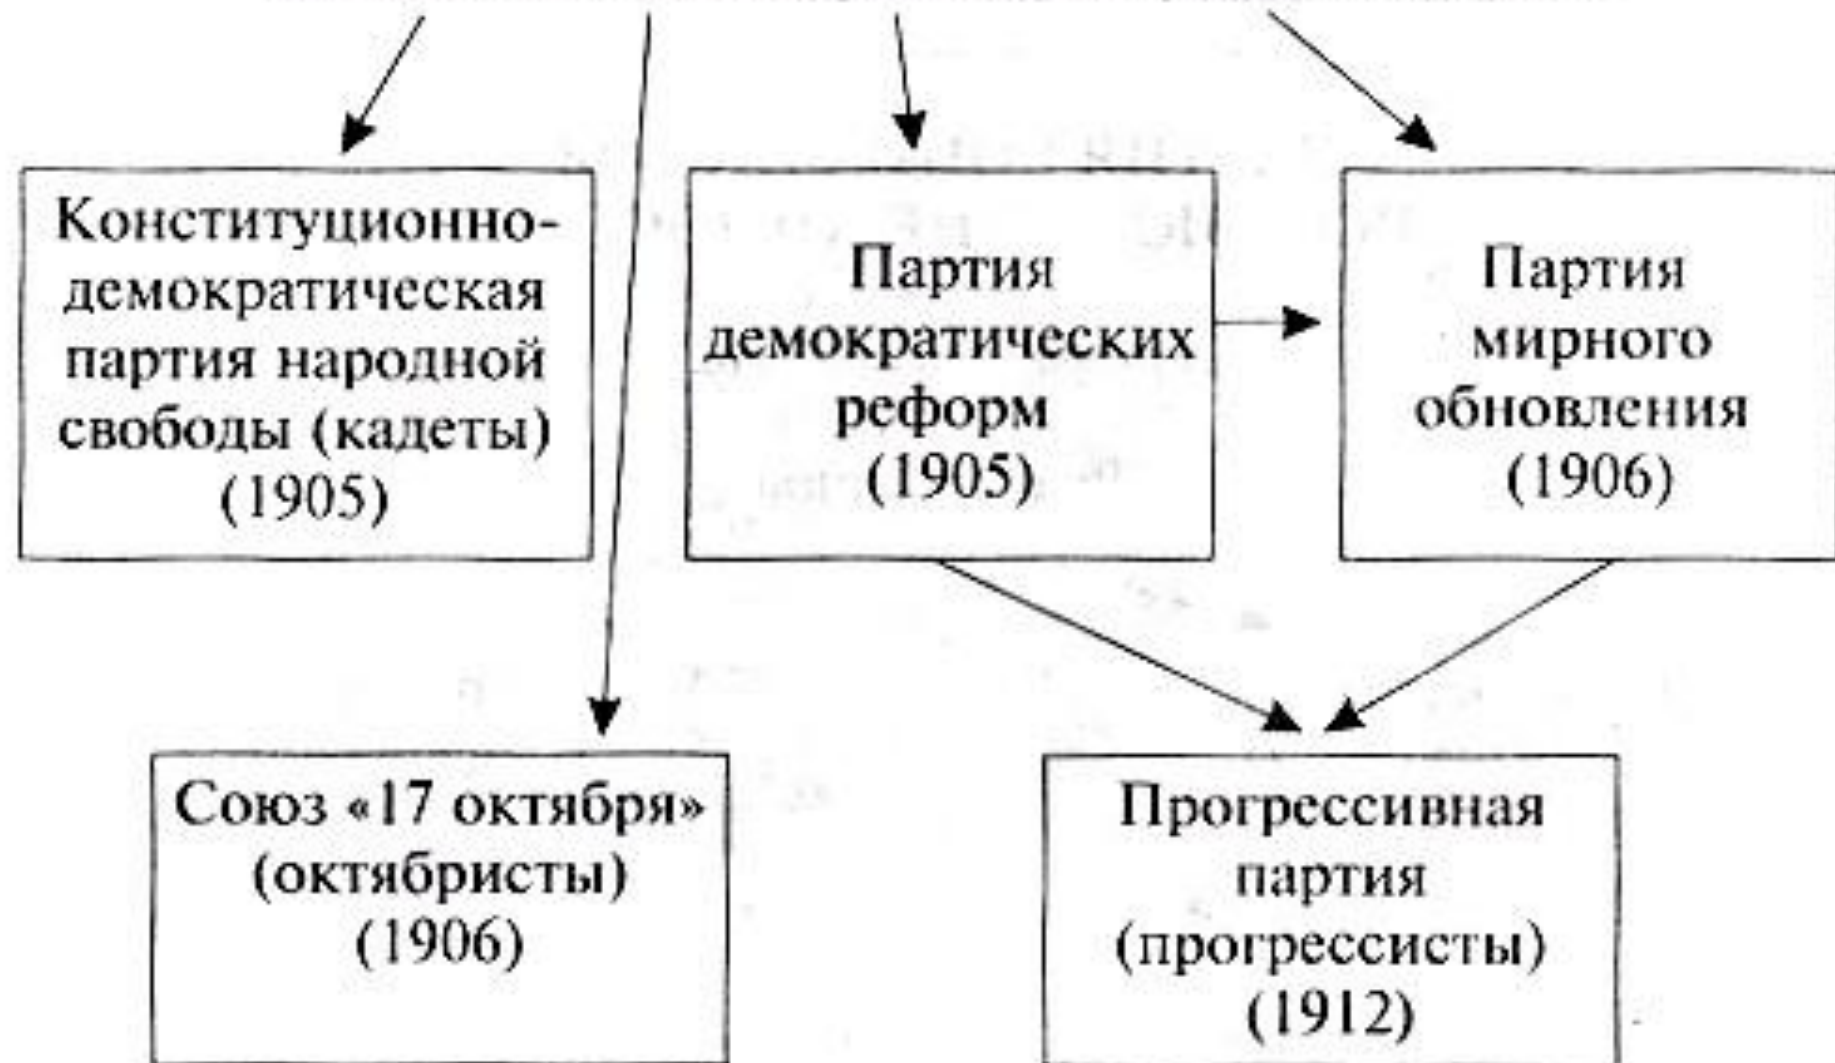 Конституционно-
демократическая
партия народной
свободы (кадеты)
(1905)
Партия
демократических
реформ
(1905)
Партия
мирного
обновления
(1906)
Союз «17 октября»
(октябристы)
(1906)
Прогрессивная
партия
(прогрессисты)
(1912)